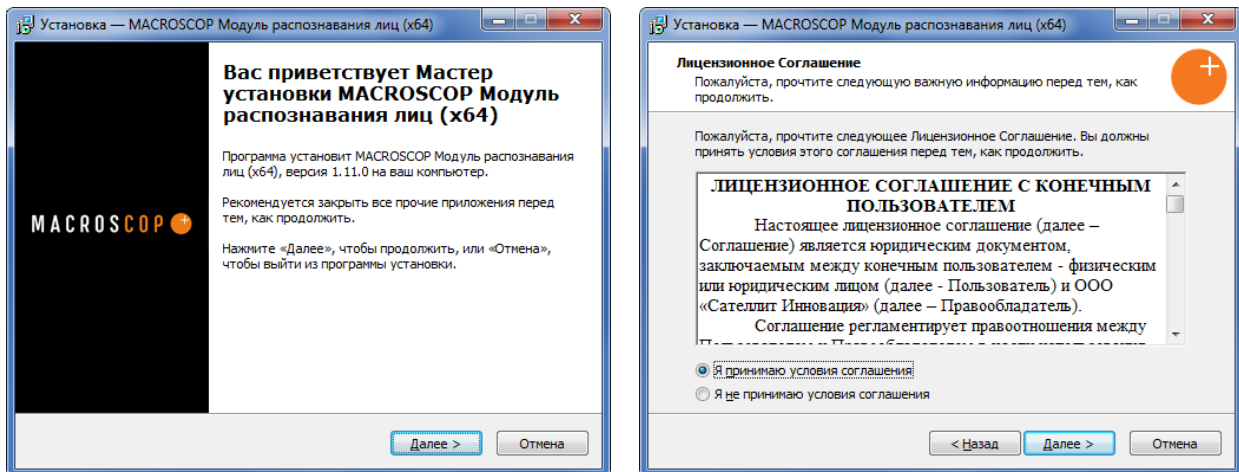 Установка — MACROSCOP Модуль распознавания лиц (x64)
Вас приветствует Мастер
установки MACROSCOP Модуль
распознавания лиц (x64)
Программа установит MACROSCOP Модуль распознавания
лиц (x64), версия 1.11.0 на ваш компьютер.
Рекомендуется закрыть все прочие приложения перед
тем, как продолжить.
Нажмите «Далее», чтобы продолжить, или «Отмена»,
чтобы выйти из программы установки.
MACROSCOP
Далее >
Отмена
Установка — MACROSCOP Модуль распознавания лиц (x64)
Лицензионное Соглашение
Пожалуйста, прочтите следующую важную информацию перед тем, как
продолжить.
Пожалуйста, прочтите следующее Лицензионное Соглашение. Вы должны
принять условия этого соглашения перед тем, как продолжить.
ЛИЦЕНЗИОННОЕ СОГЛАШЕНИЕ С КОНЕЧНЫМ
ПОЛЬЗОВАТЕЛЕМ
Настоящее лицензионное соглашение (далее –
Соглашение) является юридическим документом,
заключаемым между конечным пользователем - физическим
или юридическим лицом (далее - Пользователь) и ООО
«Сателлит Инновация» (далее – Правообладатель).
Соглашение регламентирует правоотношения между
Я принимаю условия соглашения
Я не принимаю условия соглашения
< Назад
Далее >
Отмена